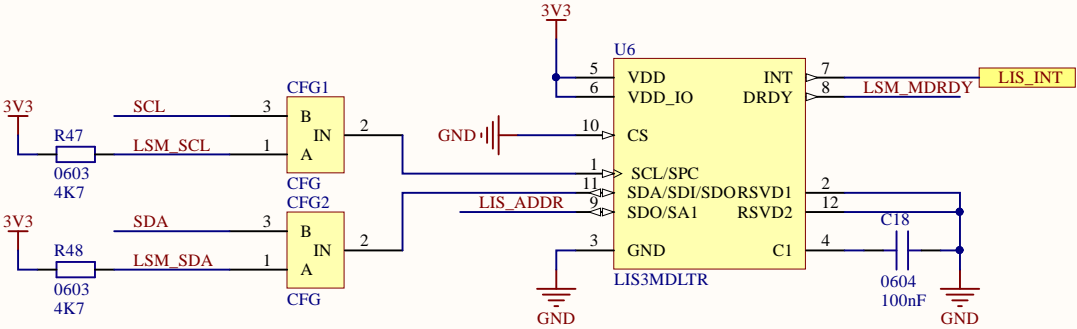 3V3
U6
5 VDD INT 7 LIS_INT
6 VDD_IO DRDY 8 LSM_MDRDY
CFG1
3V3 SCL 3 B
IN 2
GND 10 CS
R47 LSM_SCL 1 A
0603
4K7
CFG
1 SCL/SPC
11 SDA/SDI/SDO RSVD1 2
CFG2
LIS_ADDR 9 SDO/SA1 RSVD2 12
3V3 SDA 3 B
C18
IN 2
3 GND C1 4
R48 LSM_SDA 1 A
0603
4K7
CFG
LIS3MDLTR
0604
100nF
GND
GND